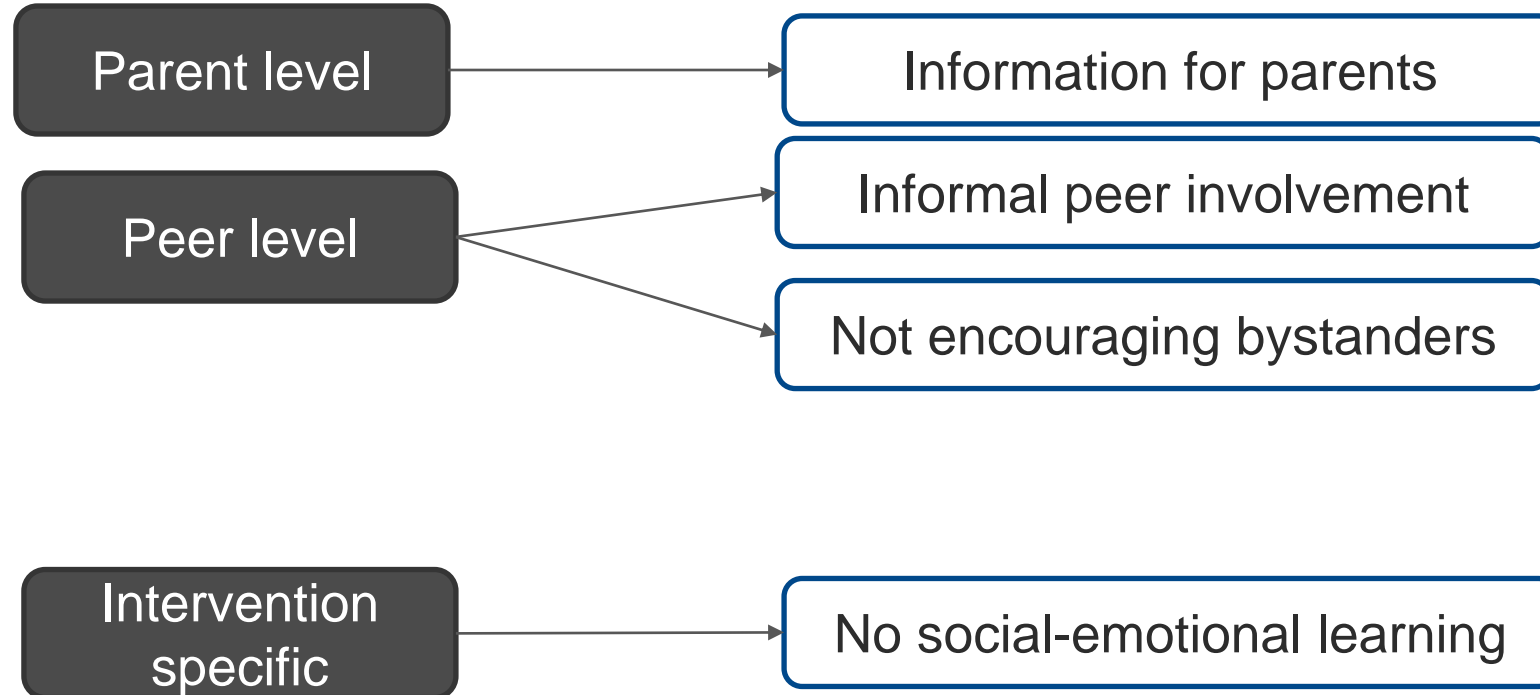 Parent level
Information for parents
Peer level
Informal peer involvement
Not encouraging bystanders
Intervention
specific
No social-emotional learning